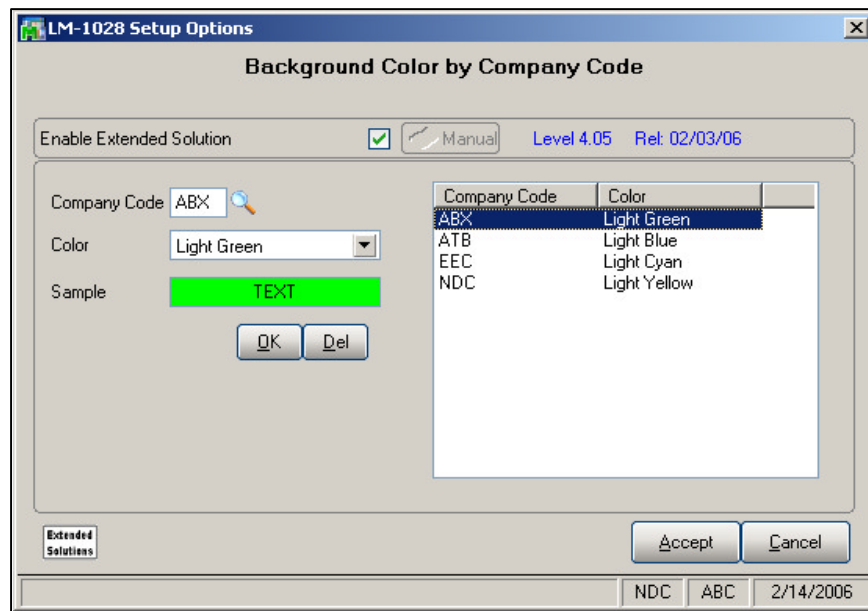 LM-1028 Setup Options
Background Color by Company Code
Enable Extended Solution Manual Level 4.05 Rel: 02/03/06
Company Code ABX
Color Light Green
Sample TEXT
OK Del
Company Code Color
ABX Light Green
ATB Light Blue
EEC Light Cyan
NDC Light Yellow
Extended
Solutions
Accept Cancel
NDC ABC 2/14/2006